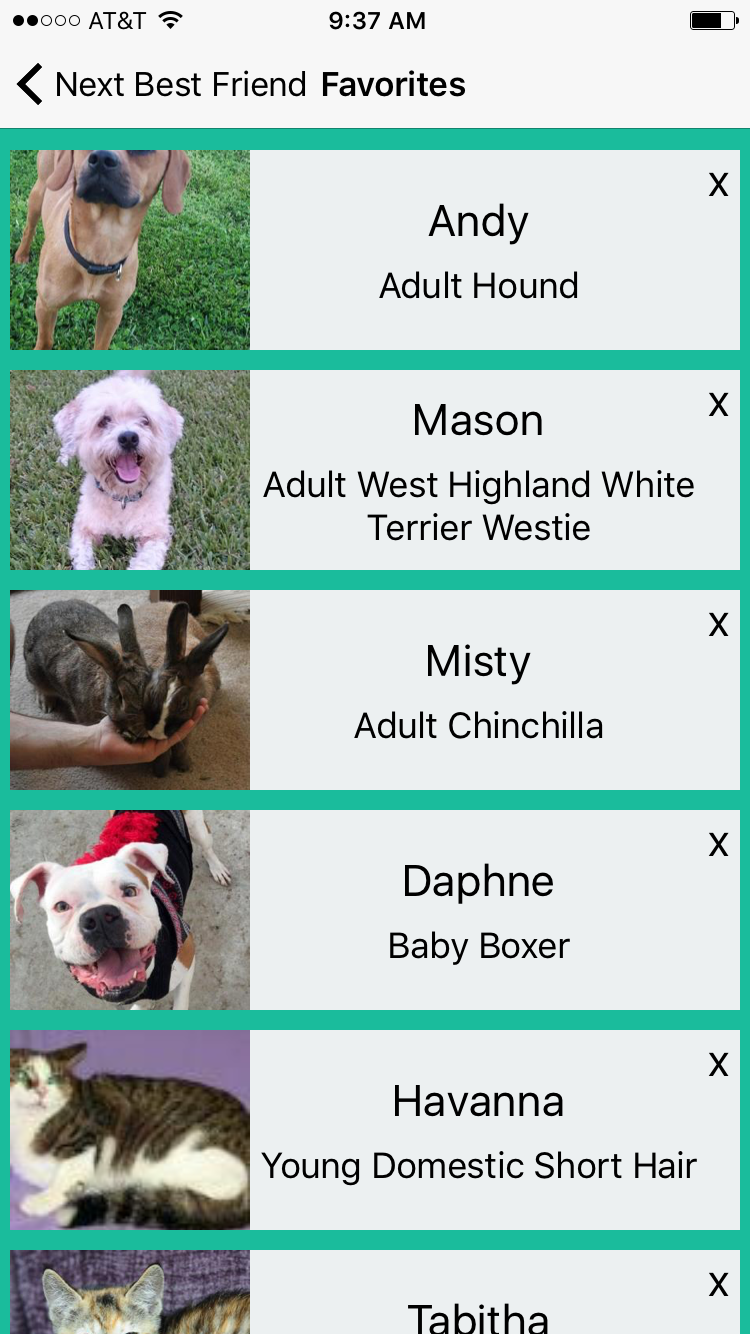 AT&T 9:37 AM
Next Best Friend Favorites
X
Andy
Adult Hound
X
Mason
Adult West Highland White
Terrier Westie
X
Misty
Adult Chinchilla
X
Daphne
Baby Boxer
X
Havanna
Young Domestic Short Hair
X
Tabitha